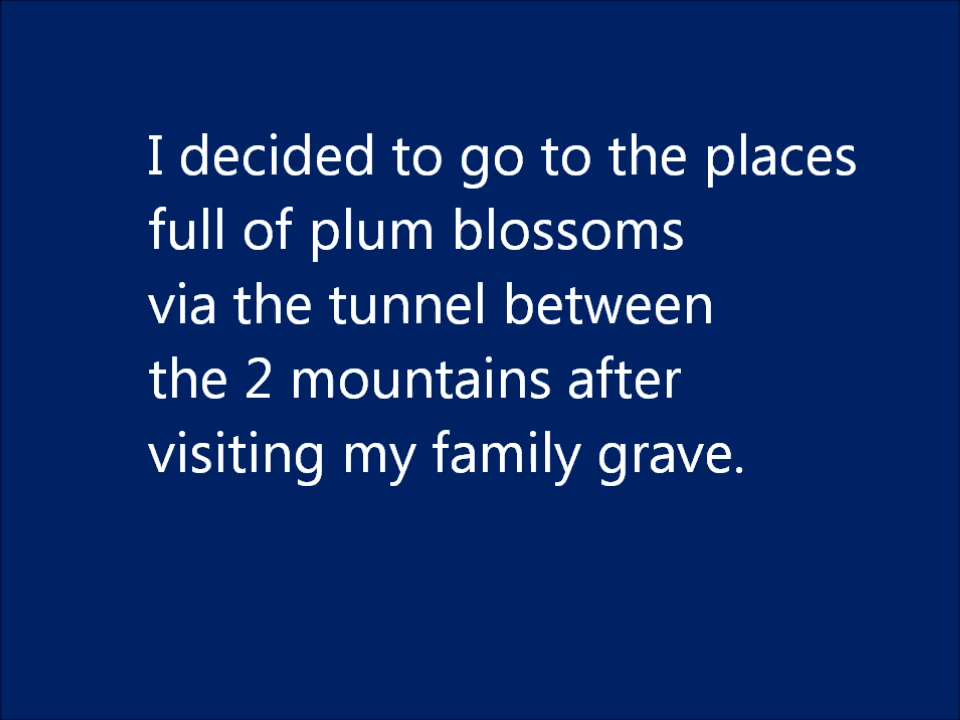 I decided to go to the places
full of plum blossoms
via the tunnel between
the 2 mountains after
visiting my family grave.